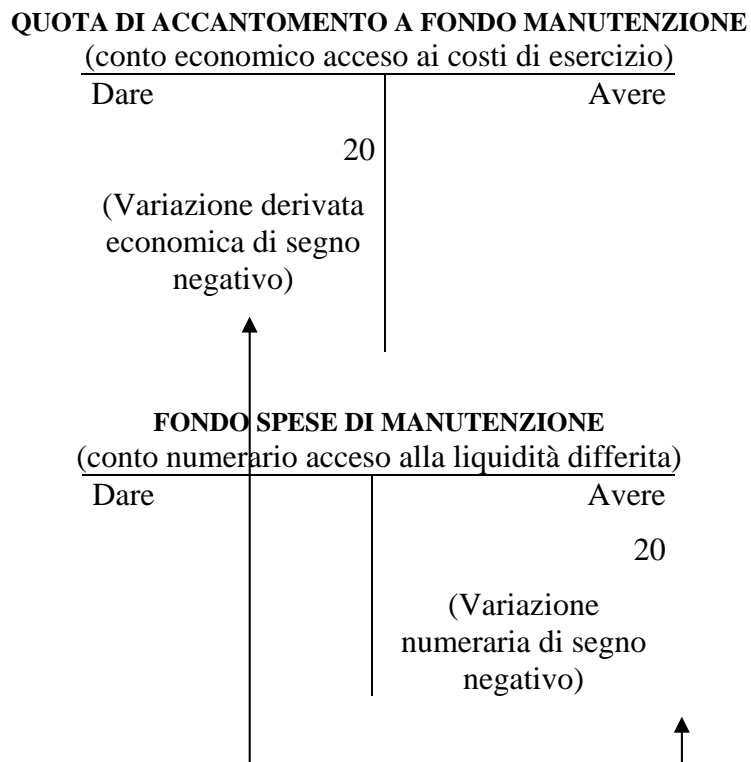 QUOTA DI ACCANTOMENTO A FONDO MANUTENZIONE
(conto economico acceso ai costi di esercizio)
Dare Avere
20
(Variazione derivata
economica di segno
negativo)
FONDO SPESE DI MANUTENZIONE
(conto numerario acceso alla liquidità differita)
Dare Avere
20
(Variazione
numeraria di segno
negativo)